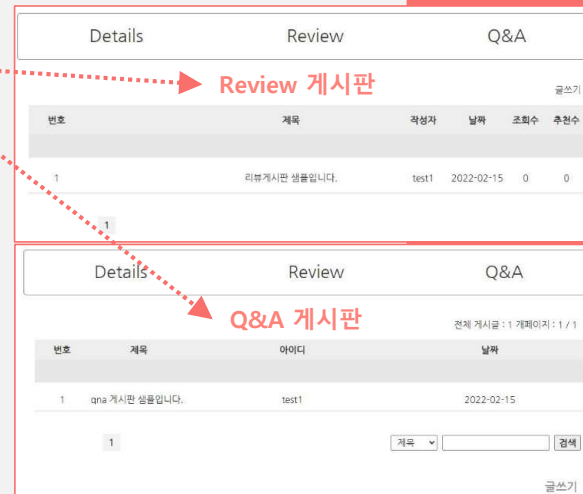 Details Review Q&A
Review 게시판
글쓰기
번호 제목 작성자 날짜 조회수 추천수
1 리뷰게시판 샘플입니다. test1 2022-02-15 0 0
1
Details Review Q&A
Q&A 게시판
전체 게시글 : 1 개페이지 : 1 / 1
번호 제목 아이디 날짜
1 qna 게시판 샘플입니다. test1 2022-02-15
1 제목 검색
글쓰기